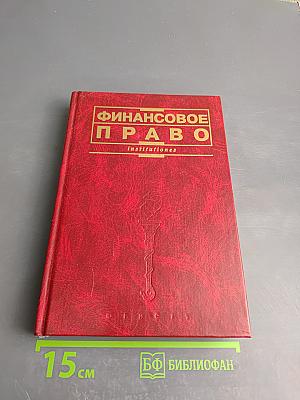 ФИНАНСОВОЕ
ПРАВО
institutiones
15 см
БФ БИБЛИОФАН